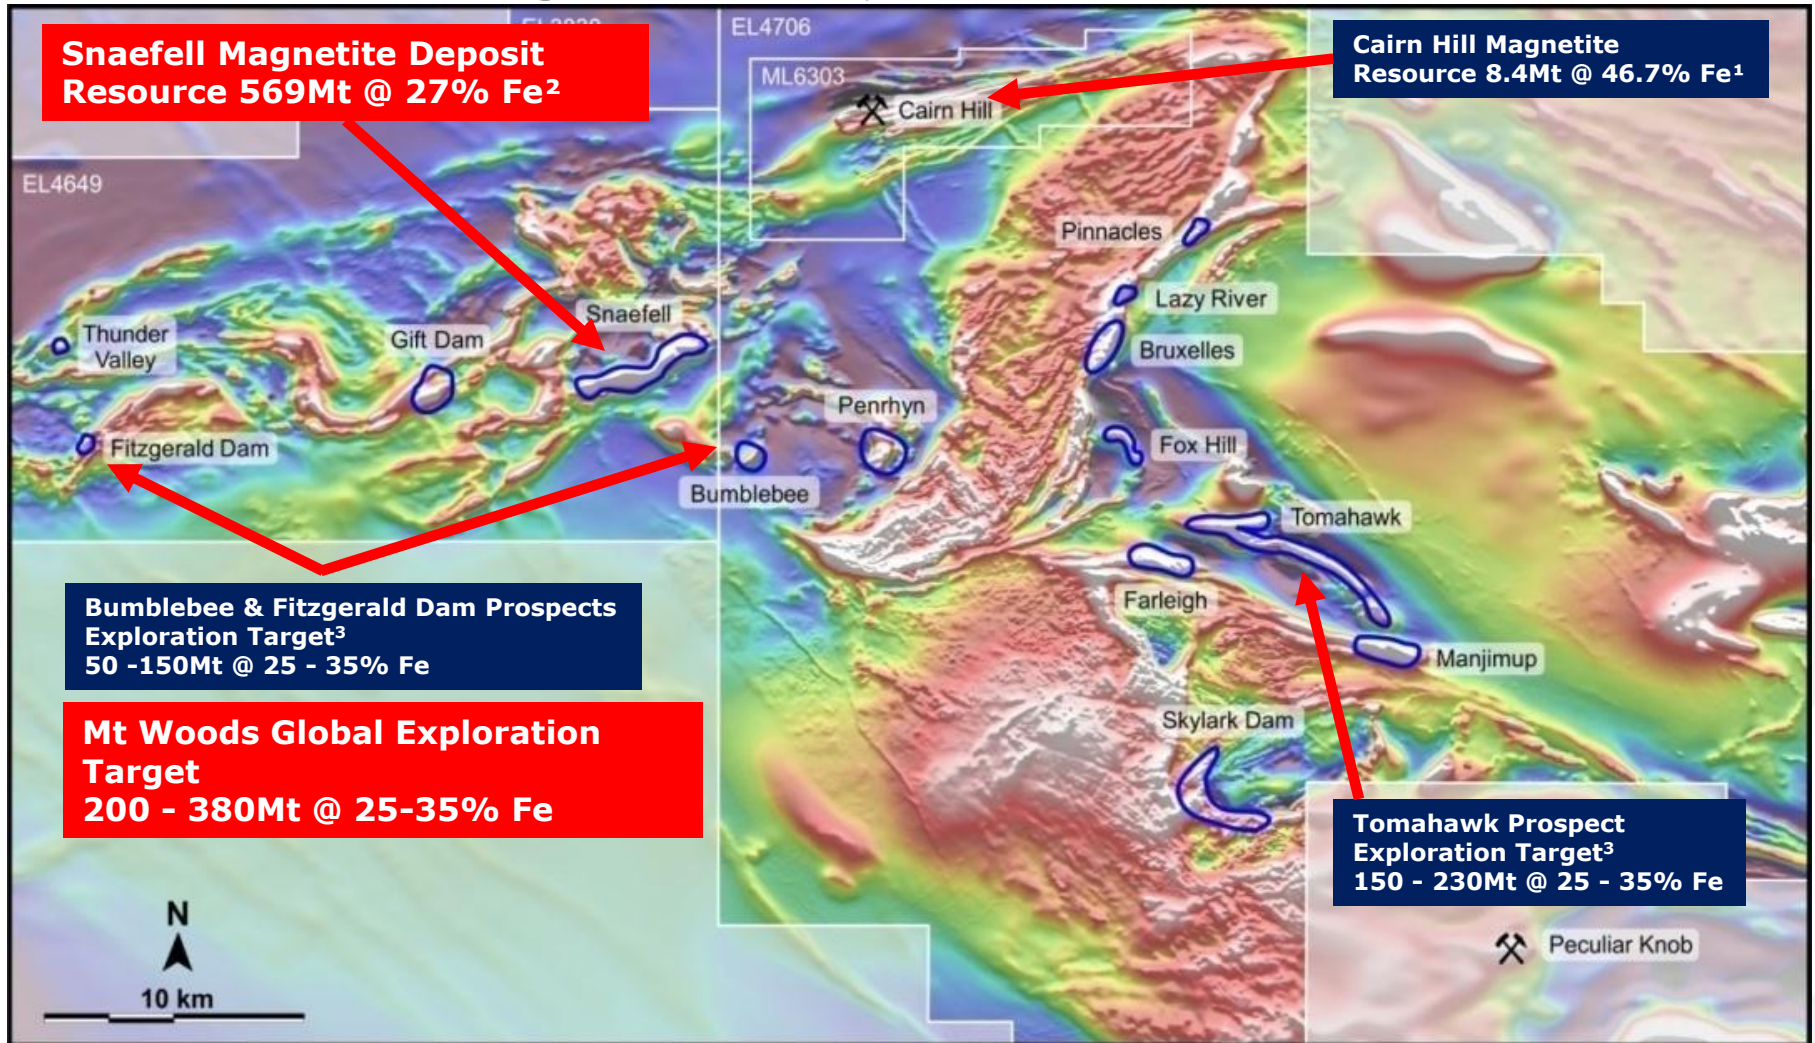 EL4706
Snaefell Magnetite Deposit
Resource 569Mt @ 27% Fe²
Cairn Hill Magnetite
Resource 8.4Mt @ 46.7% Fe¹
ML6303
Cairn Hill
EL4649
Pinnacles
Lazy River
Snaefell
Thunder
Valley
Gift Dam
Bruxelles
Penrhyn
Fitzgerald Dam
Fox Hill
Bumblebee
Tomahawk
Farleigh
Bumblebee & Fitzgerald Dam Prospects
Exploration Target³
50 -150Mt @ 25 - 35% Fe
Manjimup
Mt Woods Global Exploration
Target
200 - 380Mt @ 25-35% Fe
Skylark Dam
Tomahawk Prospect
Exploration Target³
150 - 230Mt @ 25 - 35% Fe
N
10 km
Peculiar Knob